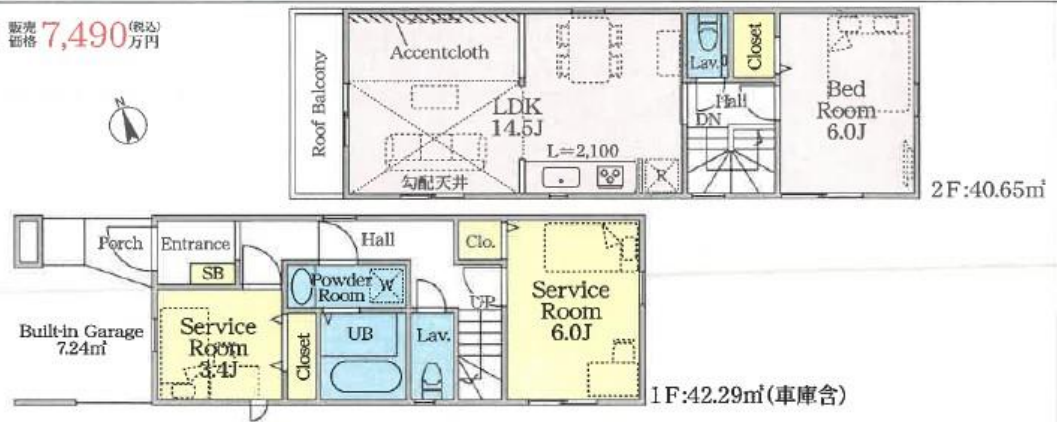 販売価格 7,490万円(税込)
N
Roof Balcony
Accentcloth
LDK
14.5J
勾配天井
L=2,100
R
Lav.
Closet
Hall
DN
Bed
Room
6.0J
2F:40.65㎡
Porch
Entrance
SB
Hall
Clo.
Powder
Room
W
UP
Built-in Garage
7.24㎡
Service
Room
3.4J
Closet
UB
Lav.
Service
Room
6.0J
1F:42.29㎡(車庫含)